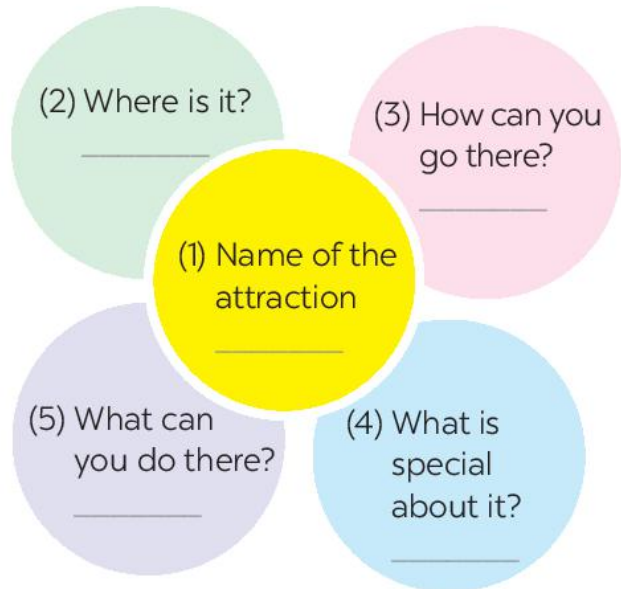 (1) Name of the
attraction
(2) Where is it?
(3) How can you
go there?
(4) What is
special
about it?
(5) What can
you do there?